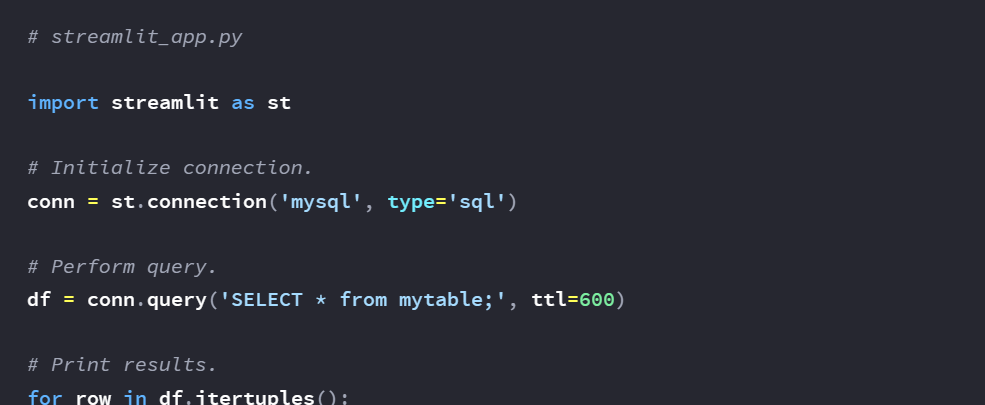 # streamlit_app.py
import streamlit as st
# Initialize connection.
conn = st.connection('mysql', type='sql')
# Perform query.
df = conn.query('SELECT * from mytable;', ttl=600)
# Print results.
for row in df.itertuples():